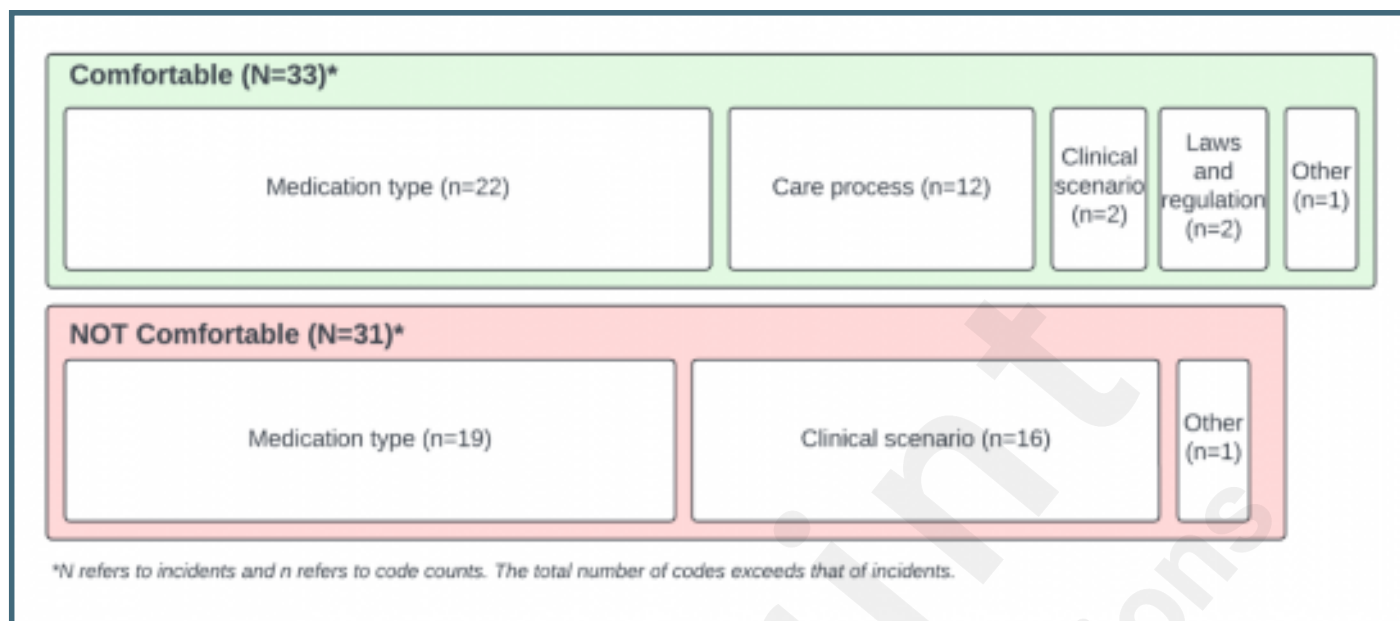 Comfortable (N=33)*
Medication type (n=22)
Care process (n=12)
Clinical
scenario
(n=2)
Laws
and
regulation
(n=2)
Other
(n=1)
NOT Comfortable (N=31)*
Medication type (n=19)
Clinical scenario (n=16)
Other
(n=1)
*N refers to incidents and n refers to code counts. The total number of codes exceeds that of incidents.
int
ons